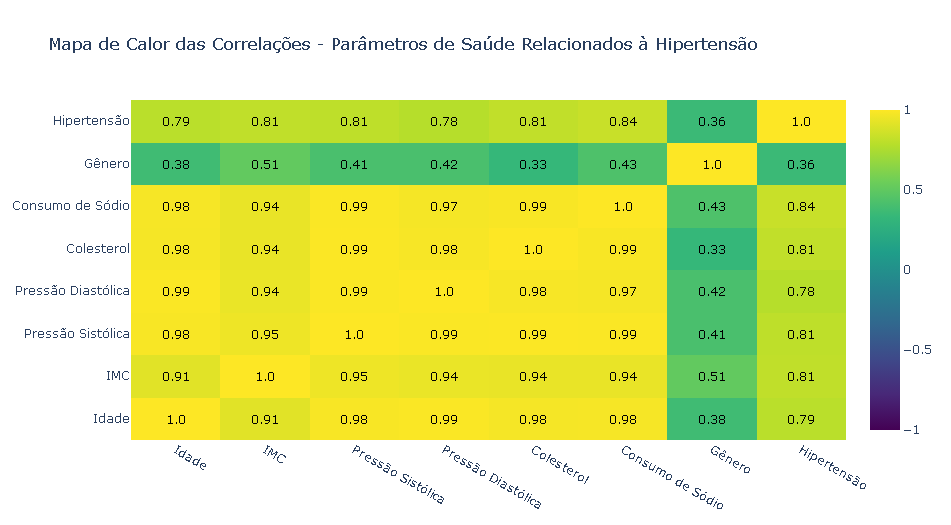 Mapa de Calor das Correlações - Parâmetros de Saúde Relacionados à Hipertensão
Hipertensão 0.79 0.81 0.81 0.78 0.81 0.84 0.36 1.0
Gênero 0.38 0.51 0.41 0.42 0.33 0.43 1.0 0.36
Consumo de Sódio 0.98 0.94 0.99 0.97 0.99 1.0 0.43 0.84
Colesterol 0.98 0.94 0.99 0.98 1.0 0.99 0.33 0.81
Pressão Diastólica 0.99 0.94 0.99 1.0 0.98 0.97 0.42 0.78
Pressão Sistólica 0.98 0.95 1.0 0.99 0.99 0.99 0.41 0.81
IMC 0.91 1.0 0.95 0.94 0.94 0.94 0.51 0.81
Idade 1.0 0.91 0.98 0.99 0.98 0.98 0.38 0.79
Idade IMC Pressão Sistólica Pressão Diastólica Colesterol Consumo de Sódio Gênero Hipertensão
1
0.5
0
−0.5
−1